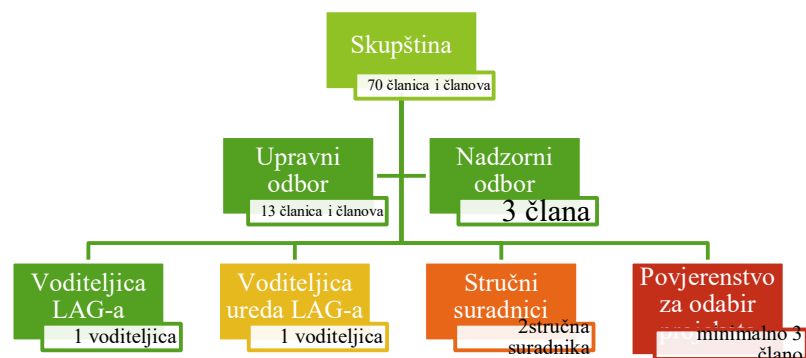 Skupština
70 članica i članova
Upravni
odbor
13 članica i članova
Nadzorni
odbor
3 člana
Voditeljica
LAG-a
1 voditeljica
Voditeljica
ureda LAG-a
1 voditeljica
Stručni
suradnici
2stručna
suradnika
Povjerenstvo
za odabir
minimalno 3
člano